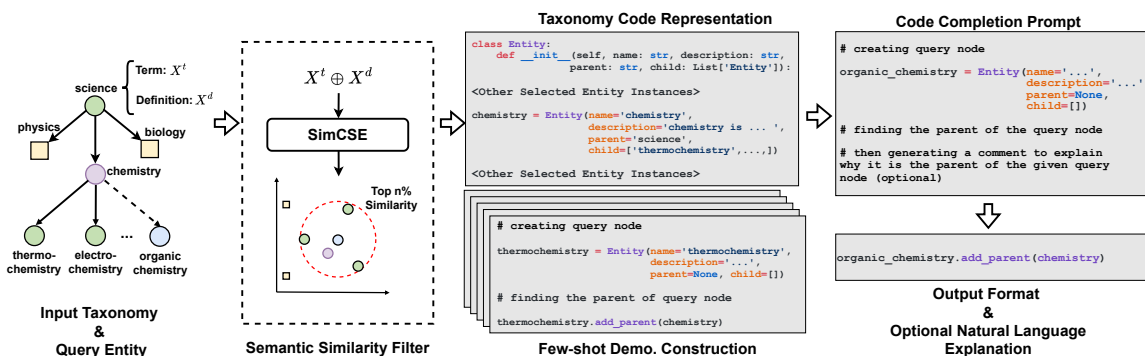 Term: X^t
Definition: X^d
science
physics
biology
chemistry
...
thermo-
chemistry
electro-
chemistry
organic
chemistry
Input Taxonomy
&
Query Entity
X^t ⊕ X^d
SimCSE
Top n%
Similarity
Semantic Similarity Filter
Taxonomy Code Representation
class Entity:
def __init__(self, name: str, description: str,
parent: str, child: List['Entity']):
<Other Selected Entity Instances>
chemistry = Entity(name='chemistry',
description='chemistry is ... ',
parent='science',
child=['thermochemistry',...,])
<Other Selected Entity Instances>
# creating query node
thermochemistry = Entity(name='thermochemistry',
description='...',
parent=None, child=[])
# finding the parent of query node
thermochemistry.add_parent(chemistry)
Few-shot Demo. Construction
Code Completion Prompt
# creating query node
organic_chemistry = Entity(name='...',
description='...'
parent=None,
child=[])
# finding the parent of the query node
# then generating a comment to explain
why it is the parent of the given query
node (optional)
organic_chemistry.add_parent(chemistry)
Output Format
&
Optional Natural Language
Explanation